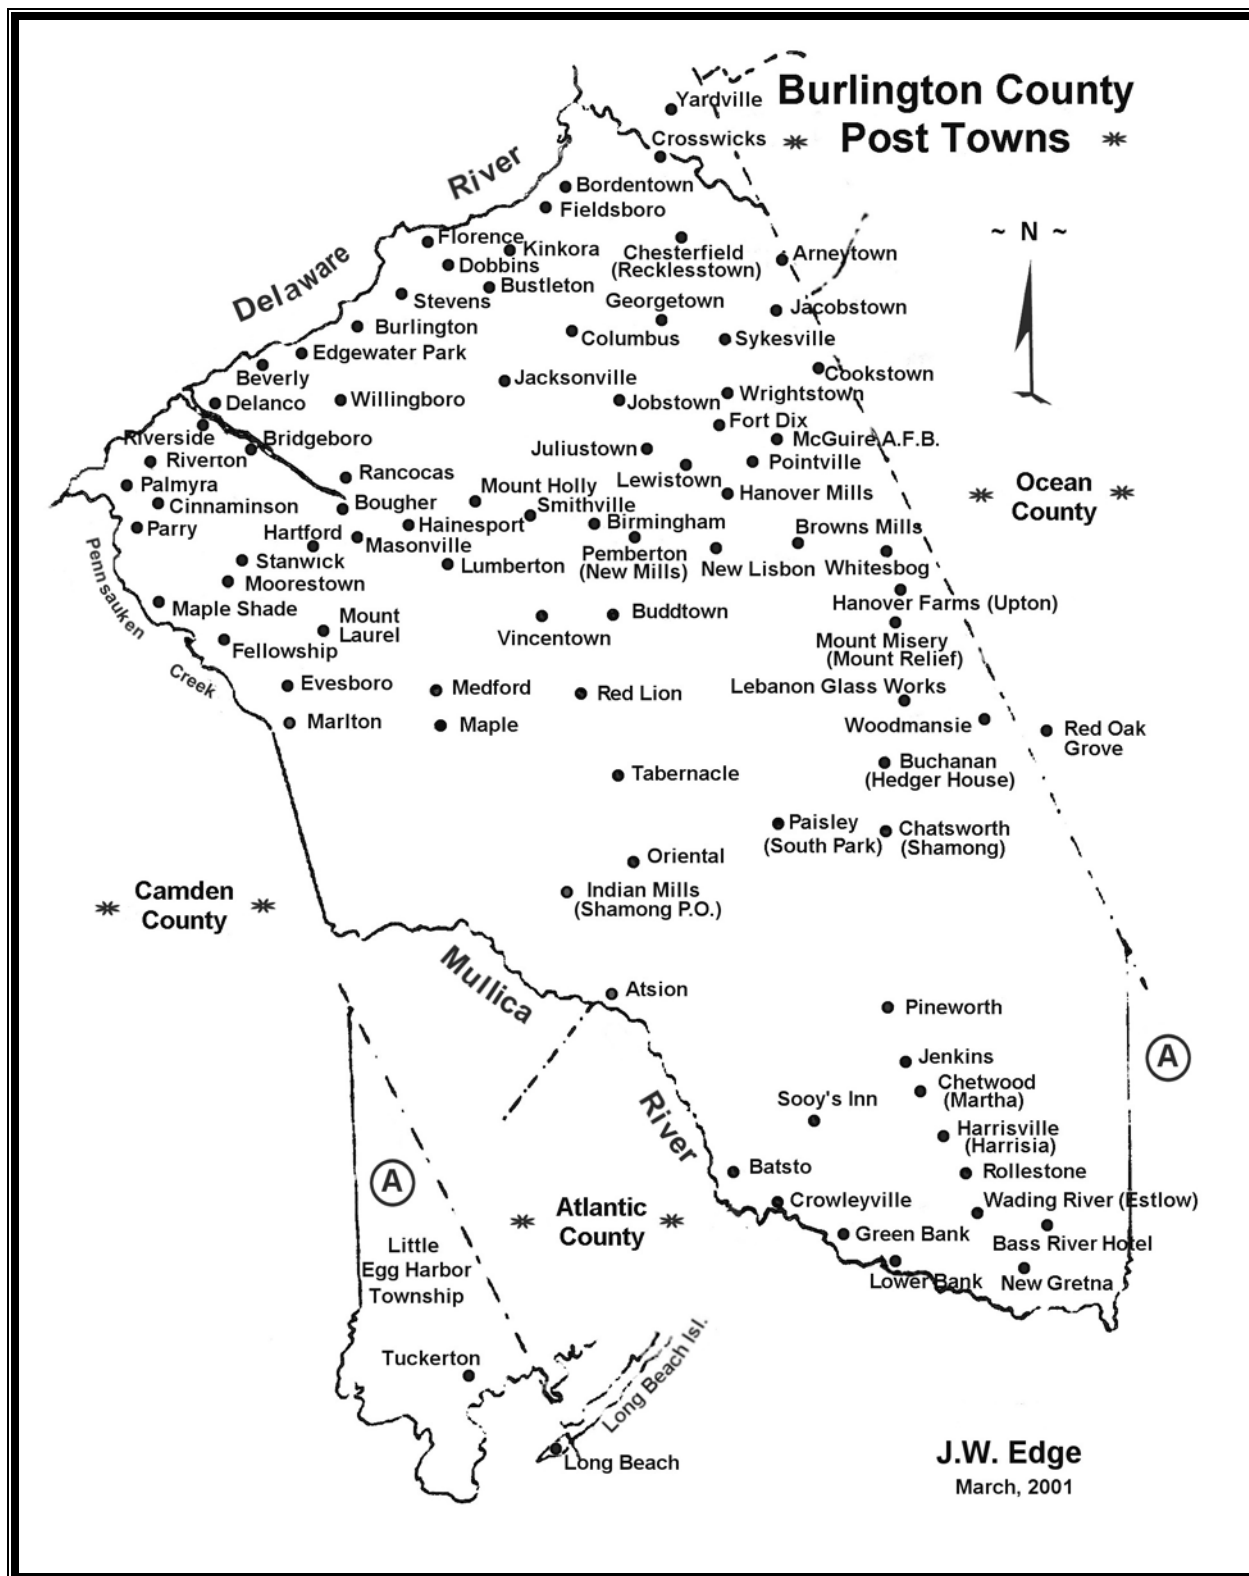 Burlington County
Post Towns
Yardville
Crosswicks
River
Bordentown
Fieldsboro
~ N ~
Florence
Kinkora
Chesterfield
(Recklesstown)
Arneytown
Delaware
Dobbins
Bustleton
Stevens
Georgetown
Jacobstown
Burlington
Columbus
Sykesville
Edgewater Park
Beverly
Jacksonville
Cookstown
Delanco
Willingboro
Jobstown
Wrightstown
Fort Dix
Riverside
Bridgeboro
Juliustown
McGuire A.F.B.
Riverton
Pointville
Rancocas
Lewistown
Palmyra
Mount Holly
Hanover Mills
Ocean
County
Cinnaminson
Bougher
Smithville
Parry
Hartford
Hainesport
Birmingham
Browns Mills
Masonville
Pemberton
(New Mills)
Stanwick
Lumberton
New Lisbon
Whitesbog
Pennsauken
Creek
Moorestown
Hanover Farms (Upton)
Maple Shade
Mount
Laurel
Buddtown
Vincentown
Mount Misery
(Mount Relief)
Fellowship
Evesboro
Medford
Red Lion
Lebanon Glass Works
Marlton
Maple
Woodmansie
Red Oak
Grove
Buchanan
(Hedger House)
Tabernacle
Paisley
(South Park)
Chatsworth
(Shamong)
Oriental
Camden
County
Indian Mills
(Shamong P.O.)
Mullica
River
Atsion
Pineworth
A
Jenkins
Chetwood
(Martha)
Sooy's Inn
Harrisville
(Harrisia)
Batsto
Rollestone
A
Crowleyville
Wading River (Estlow)
Atlantic
County
Green Bank
Bass River Hotel
Little
Egg Harbor
Township
Lower Bank
New Gretna
Tuckerton
Long Beach Isl.
Long Beach
J.W. Edge
March, 2001